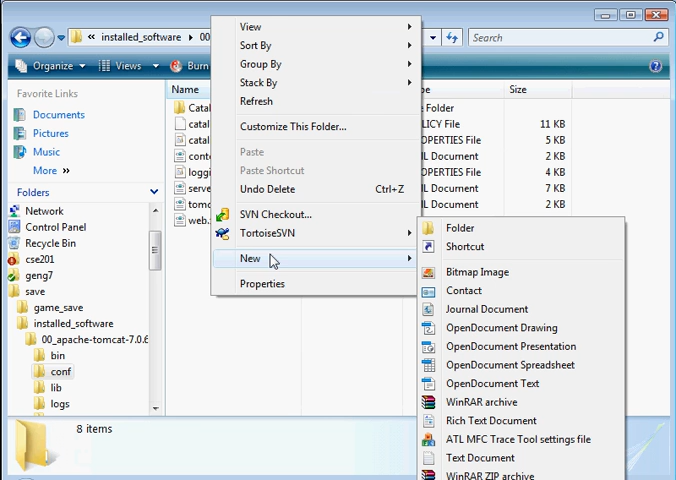 installed_software
00
Search
Organize
Views
Burn
Favorite Links
Documents
Pictures
Music
More
Folders
Network
Control Panel
Recycle Bin
cse201
geng7
save
game_save
installed_software
00_apache-tomcat-7.0.6
bin
conf
lib
logs
Name
Size
Catal
e Folder
catal
LICY File
11 KB
catal
OPERTIES File
5 KB
conte
ML Document
2 KB
loggi
OPERTIES File
4 KB
serve
ML Document
7 KB
tomc
ML Document
2 KB
web.
View
Sort By
Group By
Stack By
Refresh
Customize This Folder...
Paste
Paste Shortcut
Undo Delete
Ctrl+Z
SVN Checkout...
TortoiseSVN
New
Properties
Folder
Shortcut
Bitmap Image
Contact
Journal Document
OpenDocument Drawing
OpenDocument Presentation
OpenDocument Spreadsheet
OpenDocument Text
WinRAR archive
Rich Text Document
ATL MFC Trace Tool settings file
Text Document
WinRAR ZIP archive
8 items